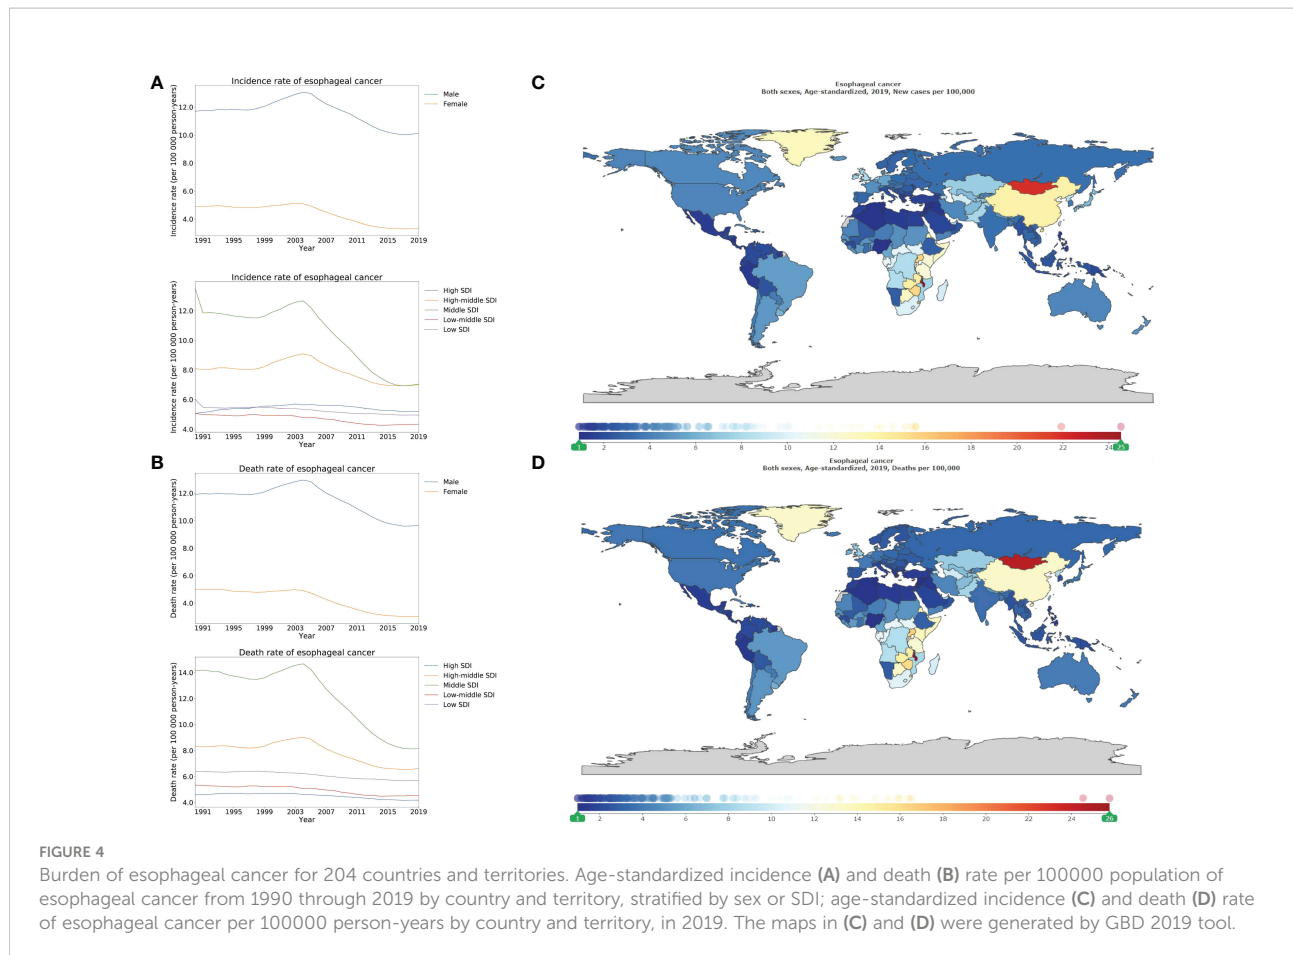 A
Incidence rate of esophageal cancer
Incidence rate (per 100 000 person-years)
12.0
10.0
8.0
6.0
4.0
1991 1995 1999 2003 2007 2011 2015 2019
Year
Male
Female
Incidence rate of esophageal cancer
Incidence rate (per 100 000 person-years)
12.0
10.0
8.0
6.0
4.0
1991 1995 1999 2003 2007 2011 2015 2019
Year
High SDI
High-middle SDI
Middle SDI
Low-middle SDI
Low SDI
B
Death rate of esophageal cancer
Death rate (per 100 000 person-years)
12.0
10.0
8.0
6.0
4.0
1991 1995 1999 2003 2007 2011 2015 2019
Year
Male
Female
Death rate of esophageal cancer
Death rate (per 100 000 person-years)
14.0
12.0
10.0
8.0
6.0
4.0
1991 1995 1999 2003 2007 2011 2015 2019
Year
High SDI
High-middle SDI
Middle SDI
Low-middle SDI
Low SDI
C
Esophageal cancer
Both sexes, Age-standardized, 2019, New cases per 100,000
1 2 4 6 8 10 12 14 16 18 20 22 24 25
D
Esophageal cancer
Both sexes, Age-standardized, 2019, Deaths per 100,000
1 2 4 6 8 10 12 14 16 18 20 22 24 26
FIGURE 4
Burden of esophageal cancer for 204 countries and territories. Age-standardized incidence (A) and death (B) rate per 100000 population of
esophageal cancer from 1990 through 2019 by country and territory, stratified by sex or SDI; age-standardized incidence (C) and death (D) rate
of esophageal cancer per 100000 person-years by country and territory, in 2019. The maps in (C) and (D) were generated by GBD 2019 tool.